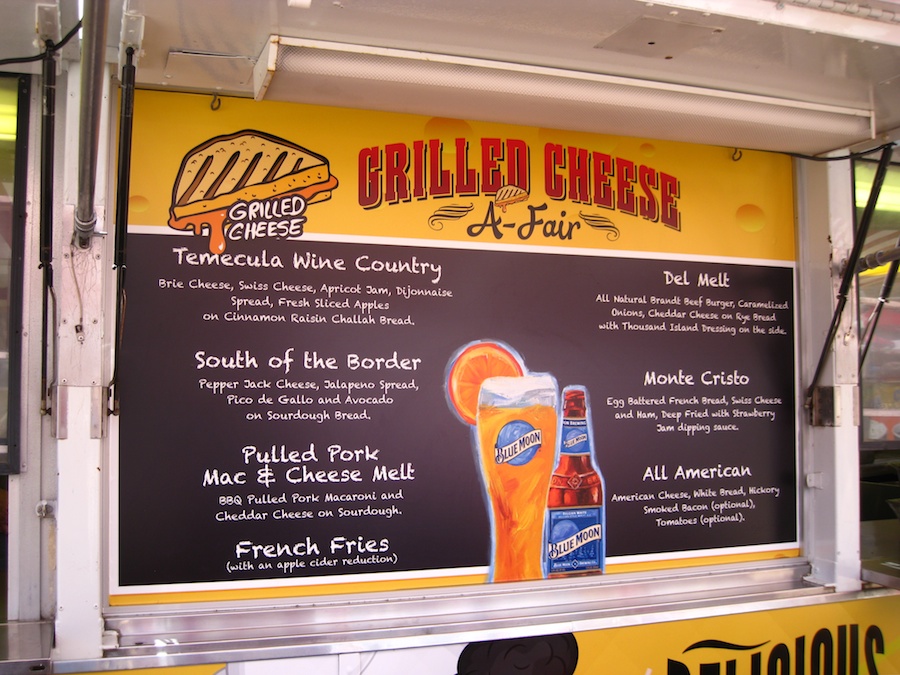 GRILLED
CHEESE
GRILLED CHEESE
A-Fair
Temecula Wine Country
Brie Cheese, Swiss Cheese, Apricot Jam, Dijonnaise
Spread, Fresh Sliced Apples
on Cinnamon Raisin Challah Bread.
South of the Border
Pepper Jack Cheese, Jalapeno Spread,
Pico de Gallo and Avocado
on Sourdough Bread.
Pulled Pork
Mac & Cheese Melt
BBQ Pulled Pork Macaroni and
Cheddar Cheese on Sourdough.
French Fries
(with an apple cider reduction)
Del Melt
All Natural Brandt Beef Burger, Caramelized
Onions, Cheddar Cheese on Rye Bread
with Thousand Island Dressing on the side.
Monte Cristo
Egg Battered French Bread, Swiss Cheese
and Ham, Deep Fried with Strawberry
Jam dipping sauce.
All American
American Cheese, White Bread, Hickory
Smoked Bacon (optional),
Tomatoes (optional).
BLUE MOON
BLUE MOON
DELICIOUS